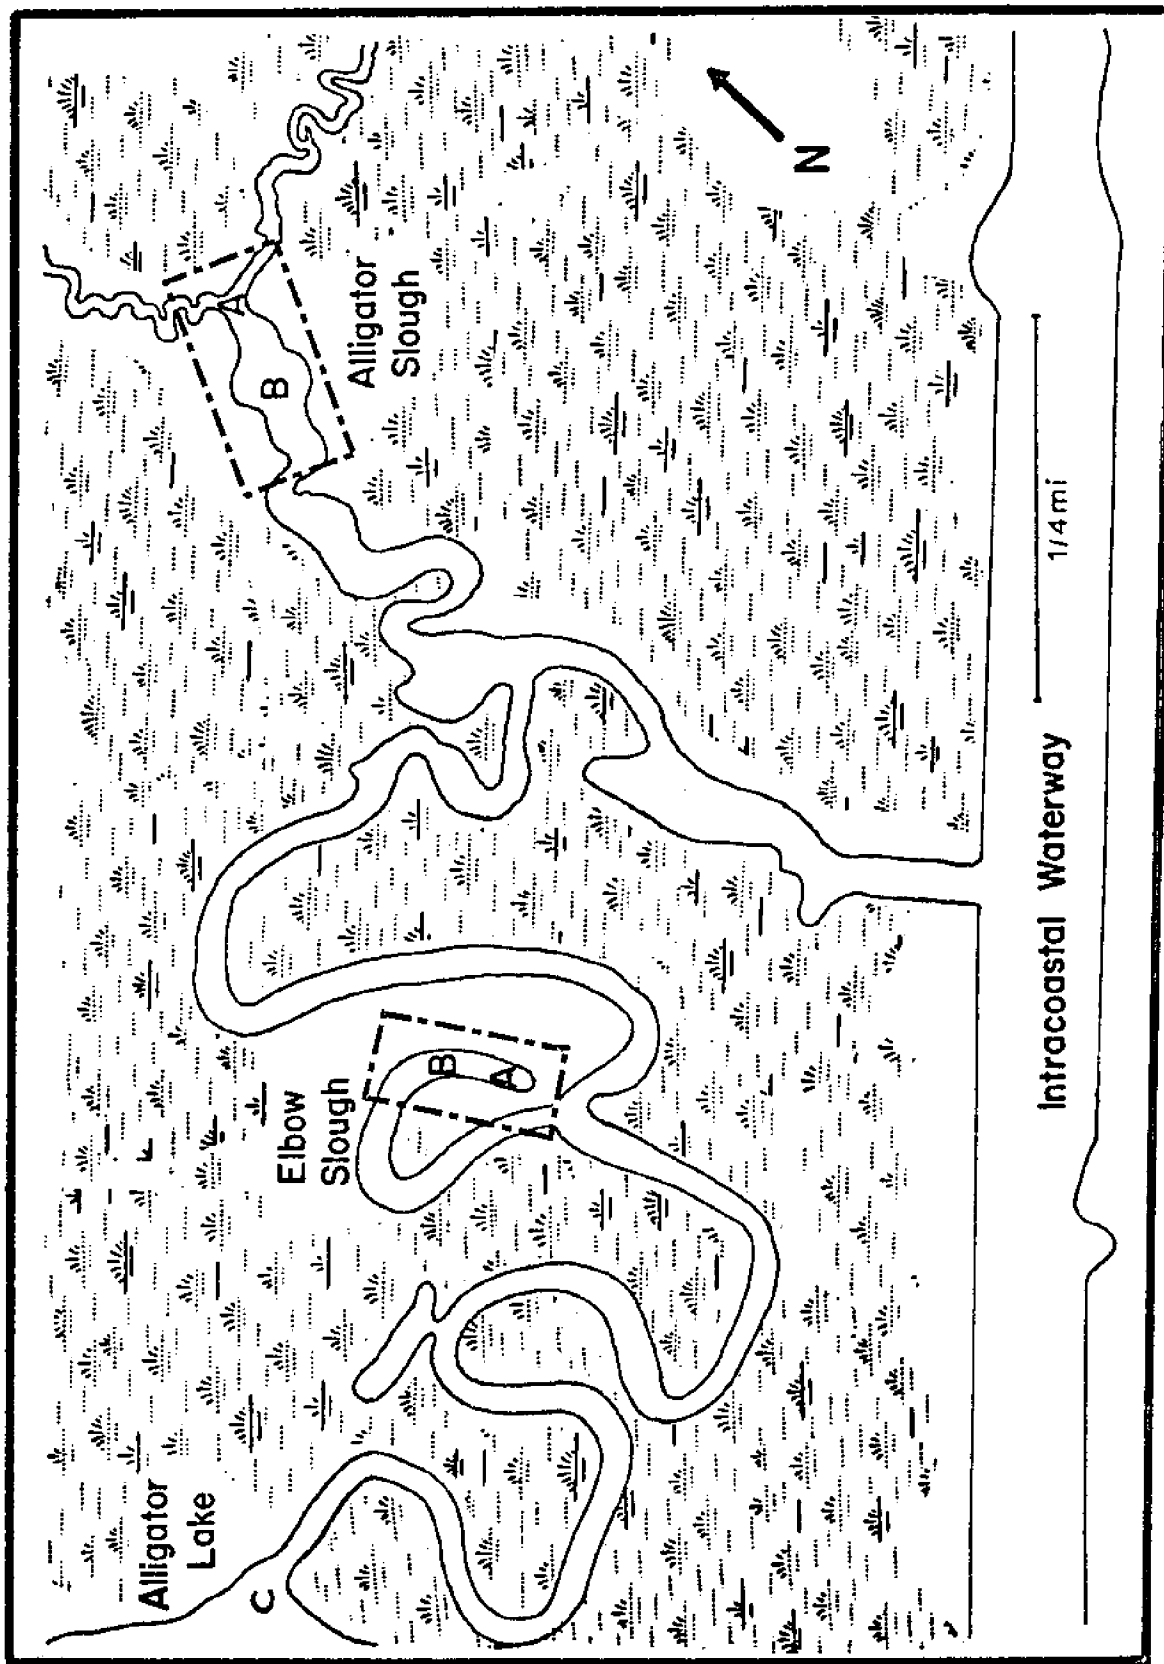 Alligator
Lake
C
Elbow
Slough
B
A
Alligator
Slough
B
A
N
1/4 mi
Intracoastal Waterway